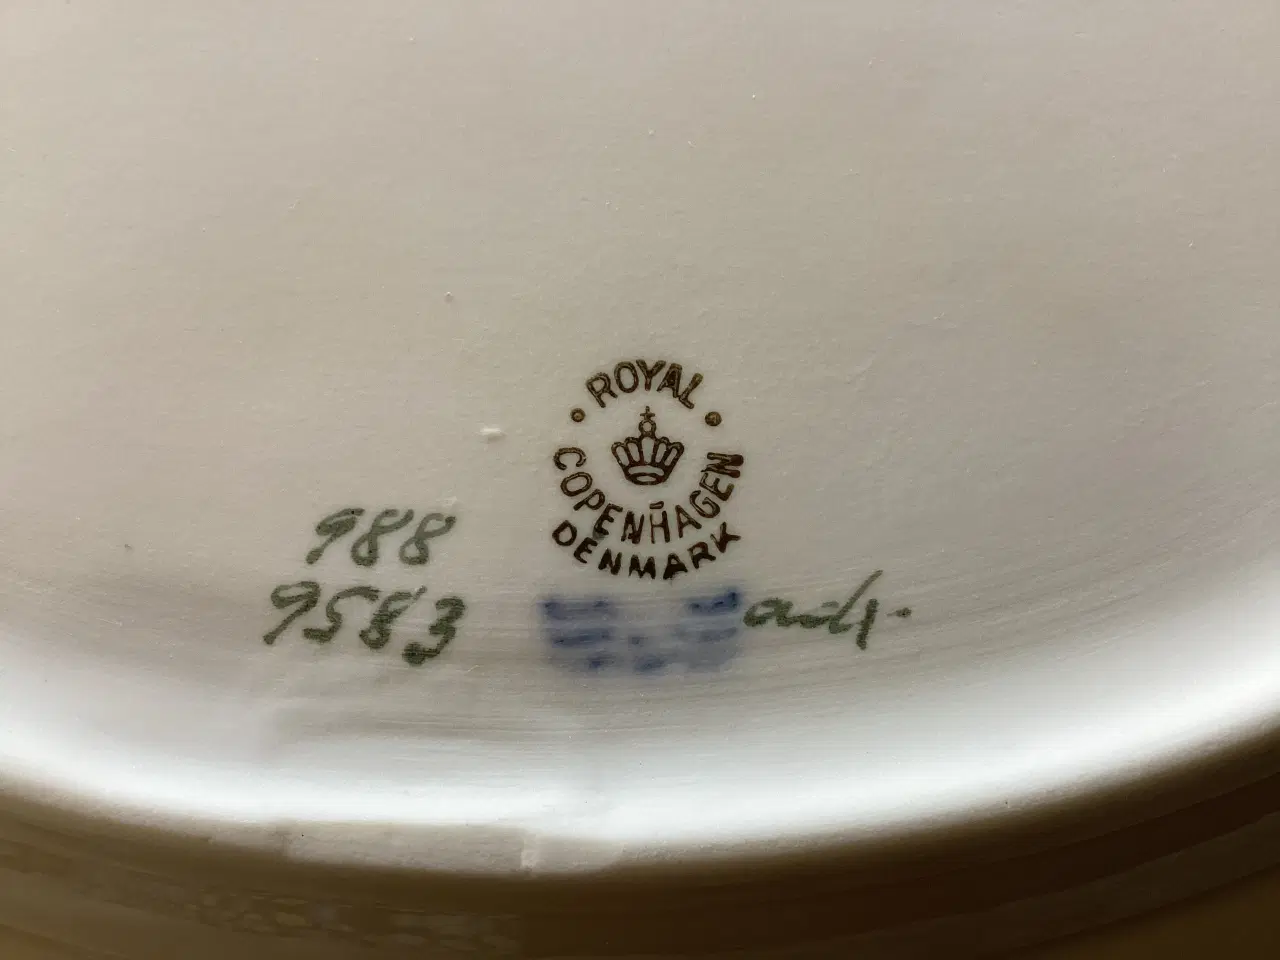 ROYAL
COPENHAGEN
DENMARK
988
9583